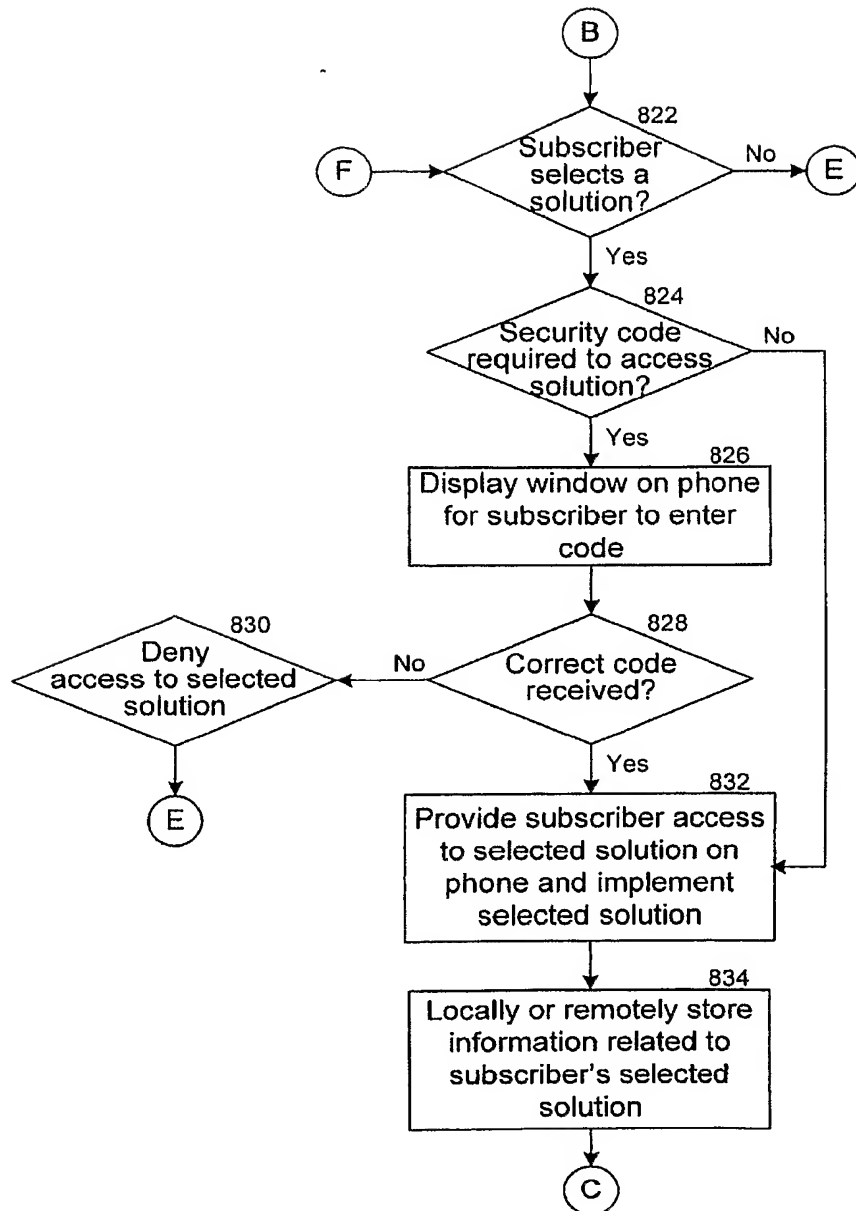 B
822
Subscriber
selects a
solution?
F
No
E
Yes
824
Security code
required to access
solution?
No
Yes
826
Display window on phone
for subscriber to enter
code
828
Correct code
received?
No
830
Deny
access to selected
solution
E
Yes
832
Provide subscriber access
to selected solution on
phone and implement
selected solution
834
Locally or remotely store
information related to
subscriber's selected
solution
C